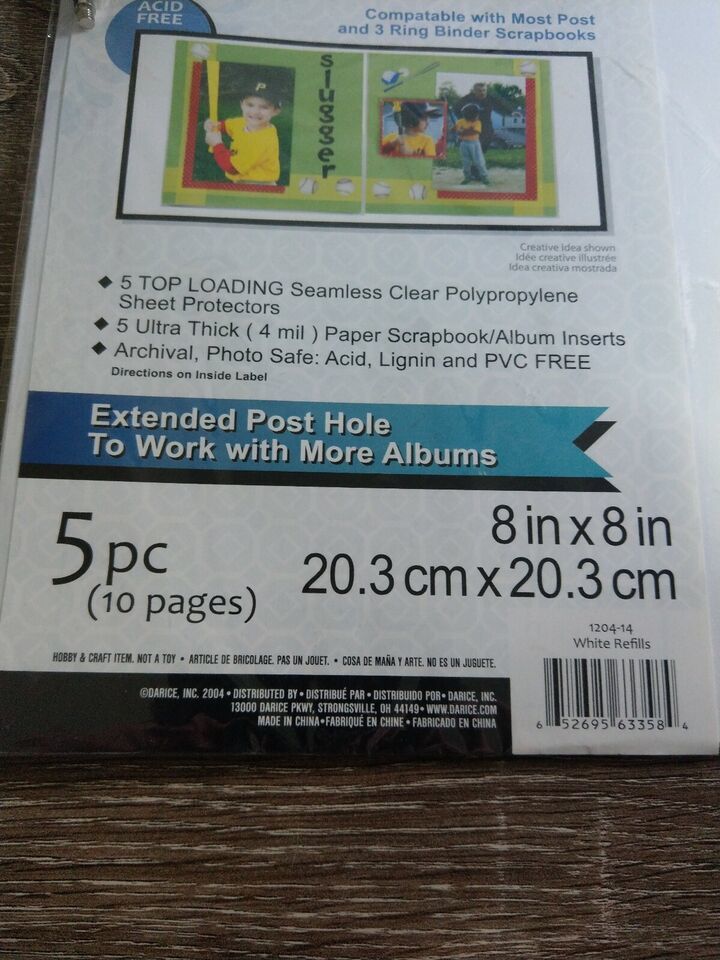 ACID
FREE
Compatable with Most Post
and 3 Ring Binder Scrapbooks
P
slugger
Creative idea shown
Idée creative illustrée
Idea creativa mostrada
◆ 5 TOP LOADING Seamless Clear Polypropylene
Sheet Protectors
◆ 5 Ultra Thick ( 4 mil ) Paper Scrapbook/Album Inserts
◆ Archival, Photo Safe: Acid, Lignin and PVC FREE
Directions on Inside Label
Extended Post Hole
To Work with More Albums
5 pc
(10 pages)
8 in x 8 in
20.3 cm x 20.3 cm
1204-14
White Refills
HOBBY & CRAFT ITEM. NOT A TOY • ARTICLE DE BRICOLAGE. PAS UN JOUET. • COSA DE MAÑA Y ARTE. NO ES UN JUGUETE.
©DARICE, INC. 2004 • DISTRIBUTED BY • DISTRIBUÉ PAR • DISTRIBUIDO POR • DARICE, INC.
13000 DARICE PKWY, STRONGSVILLE, OH 44149 • WWW.DARICE.COM
MADE IN CHINA • FABRIQUÉ EN CHINE • FABRICADO EN CHINA
6 52695 63358 4